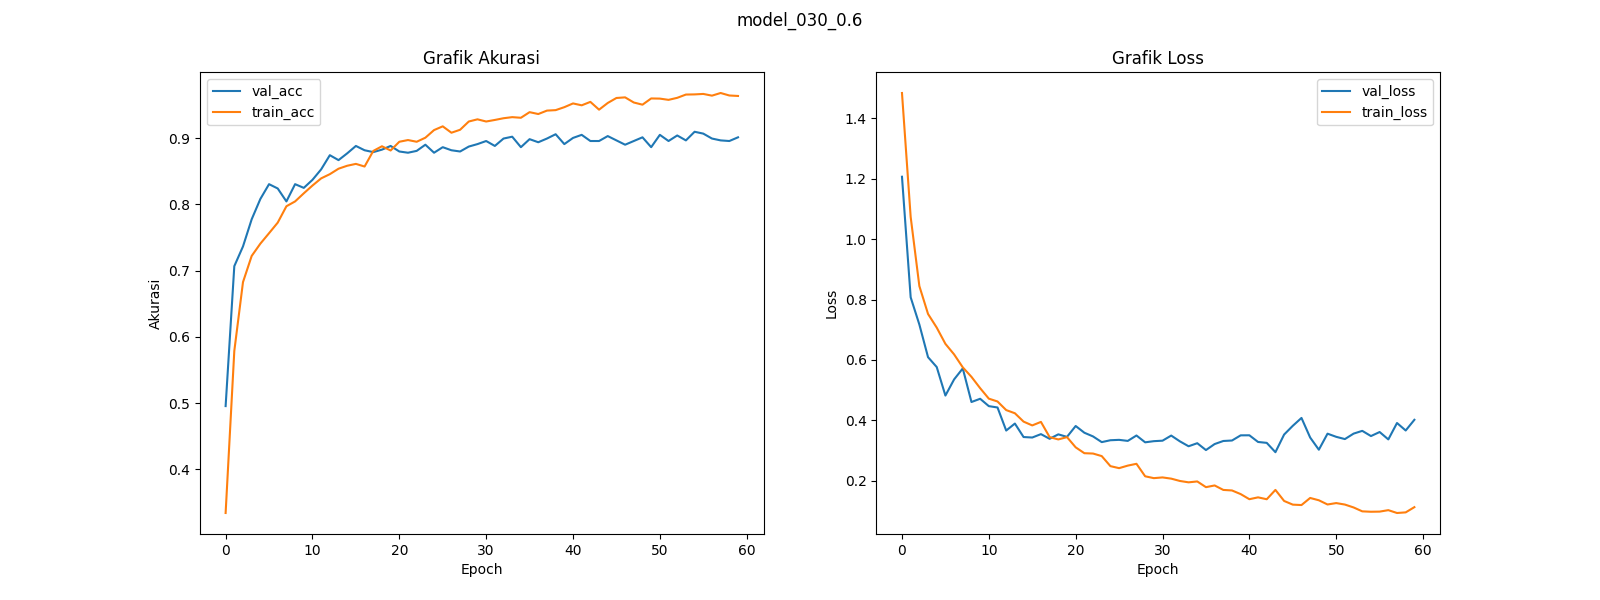 model_030_0.6
Grafik Akurasi
val_acc
train_acc
0.9
0.8
0.7
0.6
0.5
0.4
Akurasi
0 10 20 30 40 50 60
Epoch
Grafik Loss
val_loss
train_loss
1.4
1.2
1.0
0.8
0.6
0.4
0.2
Loss
0 10 20 30 40 50 60
Epoch